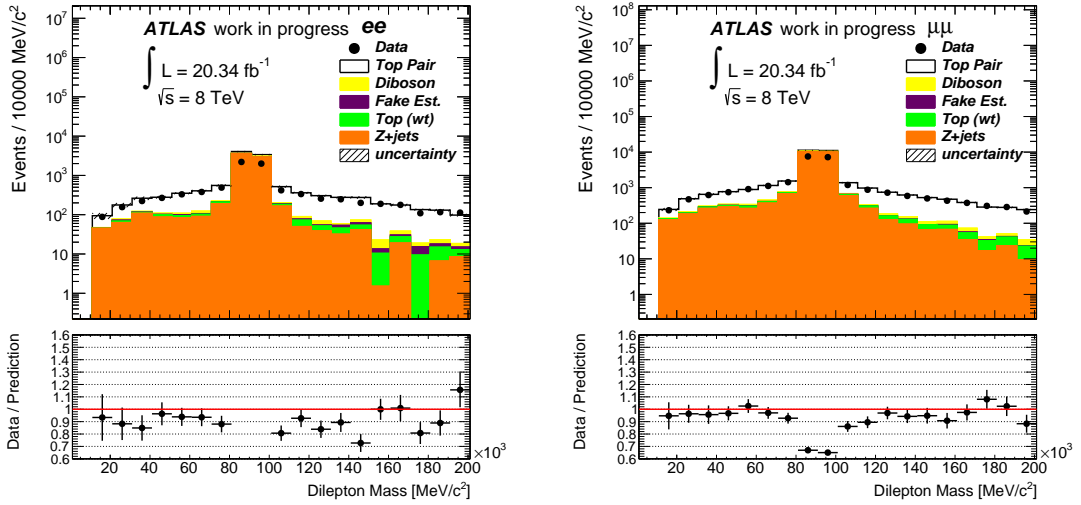 ATLAS work in progress ee
∫ L = 20.34 fb⁻¹
√s = 8 TeV
Data
Top Pair
Diboson
Fake Est.
Top (wt)
Z+jets
uncertainty
Events / 10000 MeV/c²
10⁷
10⁶
10⁵
10⁴
10³
10²
10
1
Data / Prediction
1.6
1.5
1.4
1.3
1.2
1.1
1
0.9
0.8
0.7
0.6
20 40 60 80 100 120 140 160 180 200
×10³
Dilepton Mass [MeV/c²]
ATLAS work in progress μμ
∫ L = 20.34 fb⁻¹
√s = 8 TeV
Data
Top Pair
Diboson
Fake Est.
Top (wt)
Z+jets
uncertainty
Events / 10000 MeV/c²
10⁸
10⁷
10⁶
10⁵
10⁴
10³
10²
10
1
Data / Prediction
1.6
1.5
1.4
1.3
1.2
1.1
1
0.9
0.8
0.7
0.6
20 40 60 80 100 120 140 160 180 200
×10³
Dilepton Mass [MeV/c²]